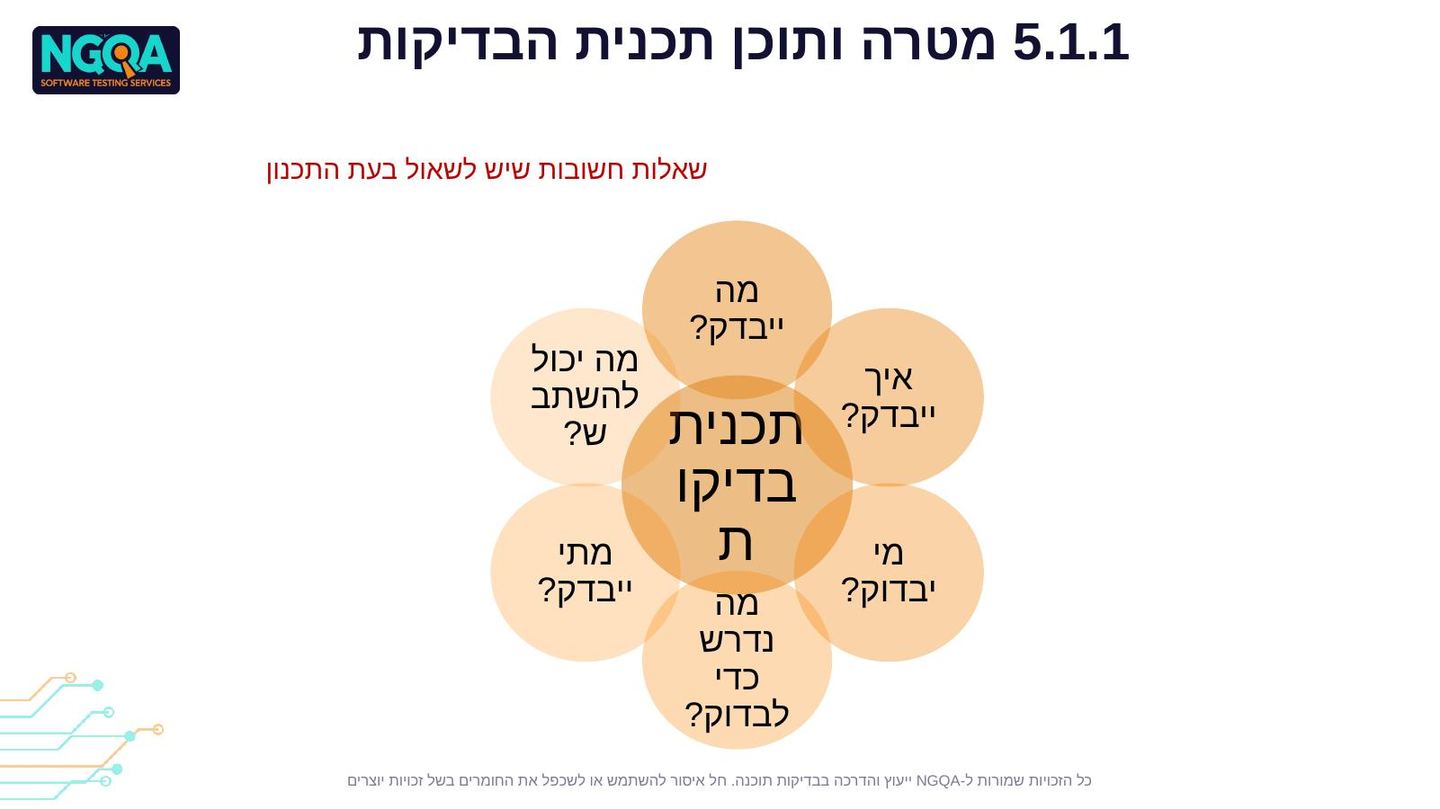 NGQA
SOFTWARE TESTING SERVICES
5.1.1 מטרה ותוכן תכנית הבדיקות
שאלות חשובות שיש לשאול בעת התכנון
מה
ייבדק?
איך
ייבדק?
מי
יבדוק?
מה
נדרש
כדי
לבדוק?
מתי
ייבדק?
מה יכול
להשתב
ש?
תכנית
בדיקו
ת
כל הזכויות שמורות ל-NGQA ייעוץ והדרכה בבדיקות תוכנה. חל איסור להשתמש או לשכפל את החומרים בשל זכויות יוצרים